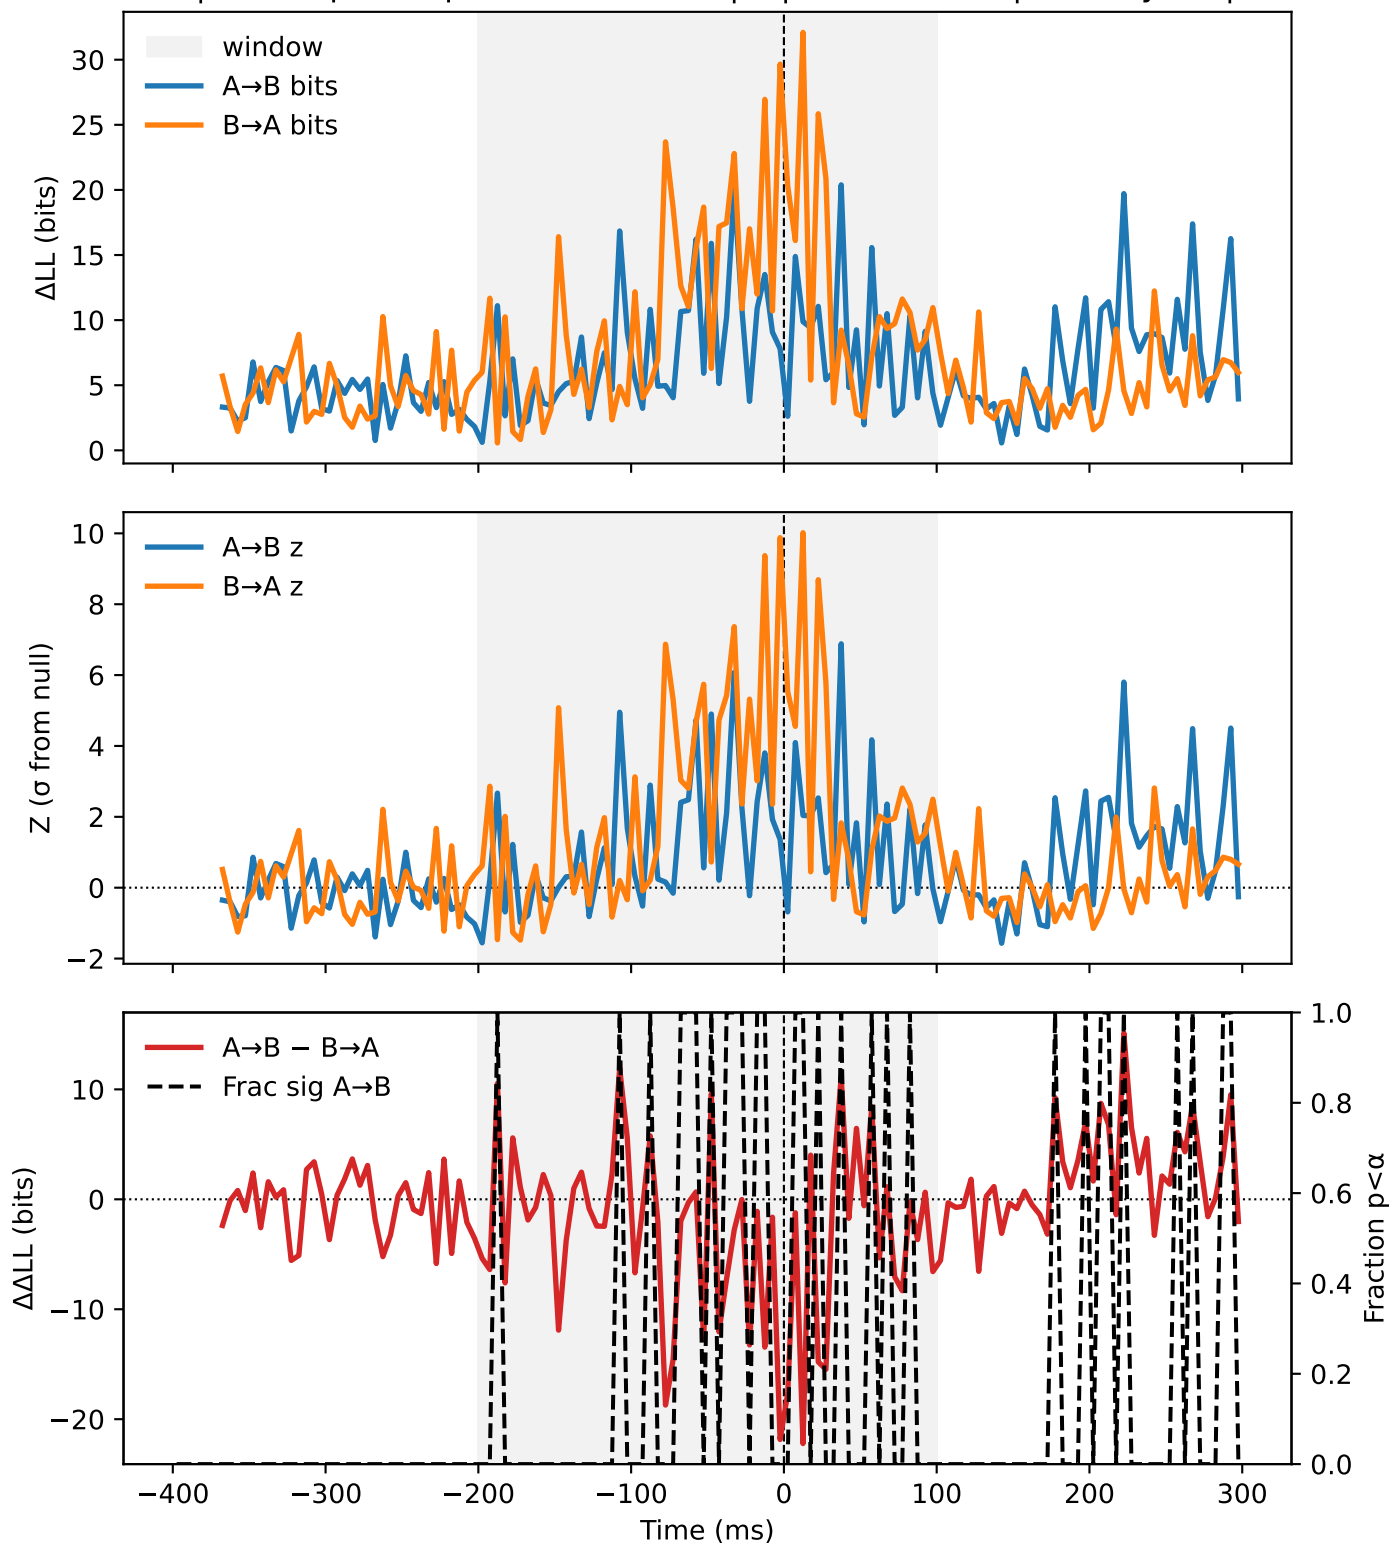 window
A→B bits
B→A bits
ΔLL (bits)
30
25
20
15
10
5
0
A→B z
B→A z
Z (σ from null)
10
8
6
4
2
0
−2
A→B − B→A
Frac sig A→B
ΔΔLL (bits)
10
0
−10
−20
1.0
0.8
0.6
0.4
0.2
0.0
Fraction p<α
−400 −300 −200 −100 0 100 200 300
Time (ms)